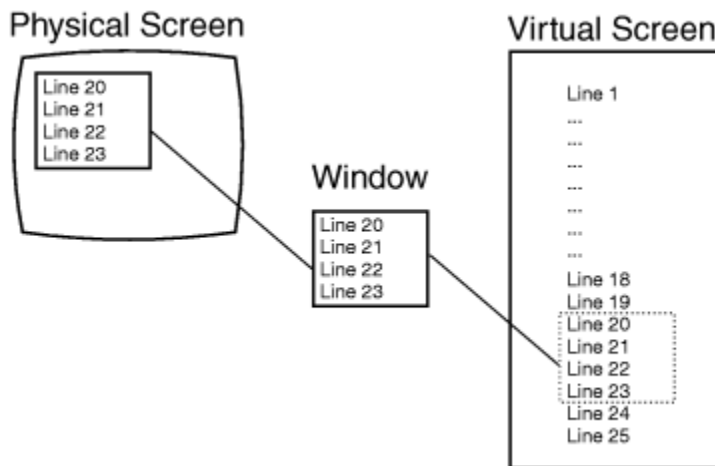 Physical Screen
Line 20
Line 21
Line 22
Line 23
Window
Line 20
Line 21
Line 22
Line 23
Virtual Screen
Line 1
...
...
...
...
...
...
...
Line 18
Line 19
Line 20
Line 21
Line 22
Line 23
Line 24
Line 25